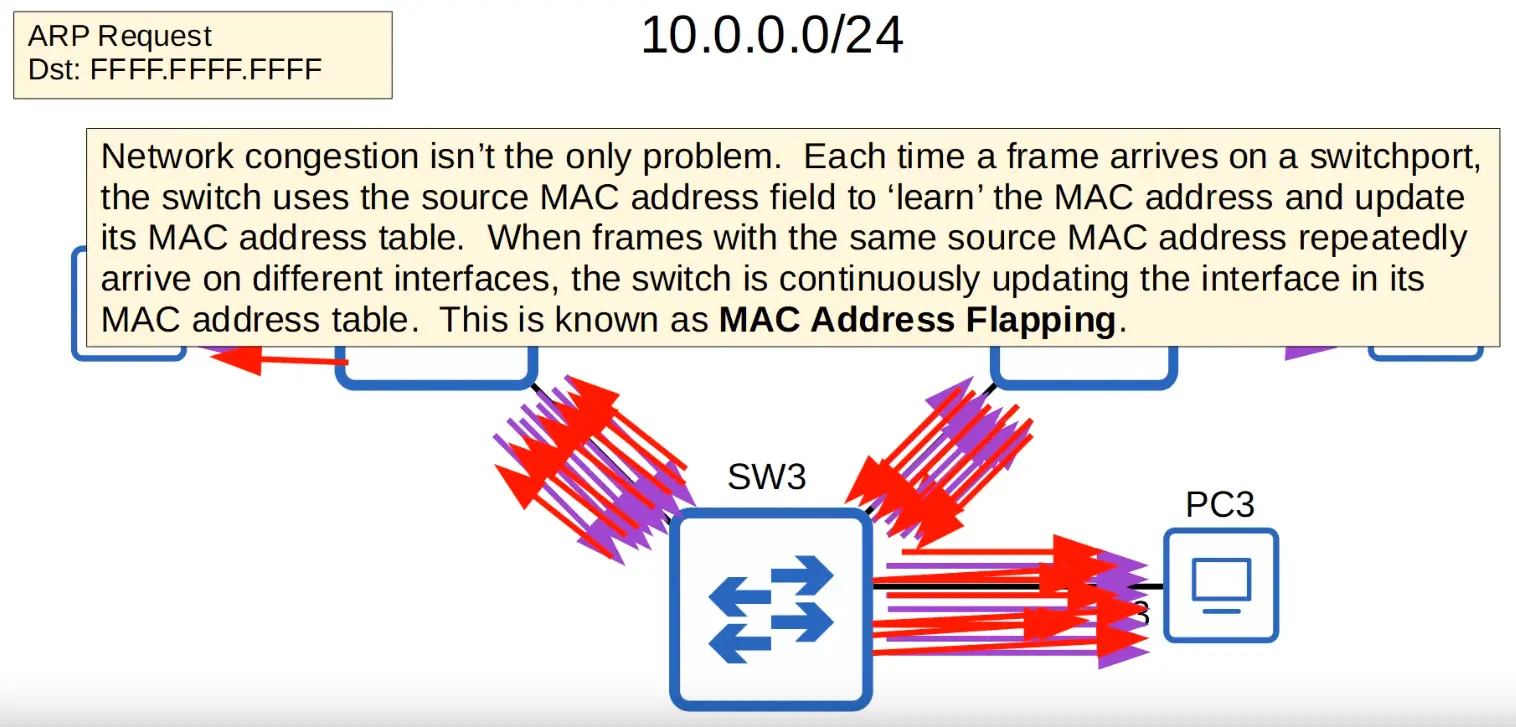 ARP Request
Dst: FFFF.FFFF.FFFF
10.0.0.0/24
Network congestion isn’t the only problem.  Each time a frame arrives on a switchport,
the switch uses the source MAC address field to ‘learn’ the MAC address and update
its MAC address table.  When frames with the same source MAC address repeatedly
arrive on different interfaces, the switch is continuously updating the interface in its
MAC address table.  This is known as MAC Address Flapping.
SW3
PC3